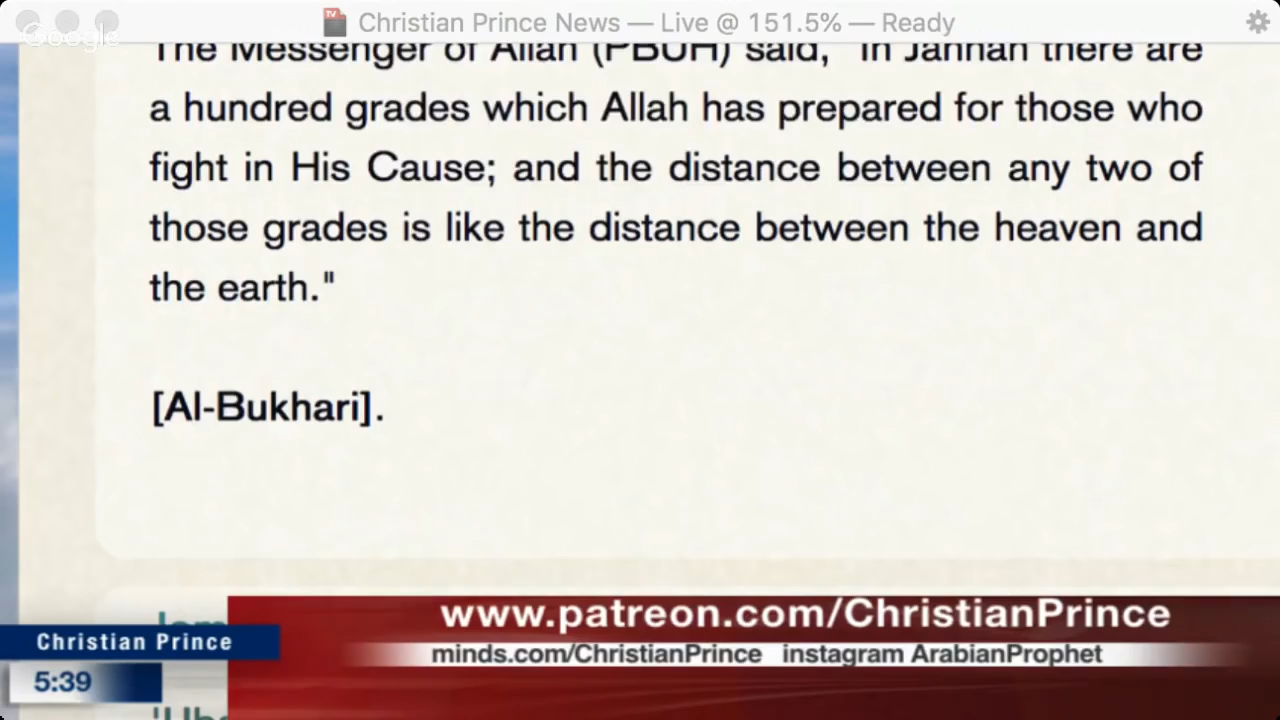 Christian Prince News — Live @ 151.5% — Ready
Google
The Messenger of Allah (PBUH) said, "In Jannah there are
a hundred grades which Allah has prepared for those who
fight in His Cause; and the distance between any two of
those grades is like the distance between the heaven and
the earth."
[Al-Bukhari].
www.patreon.com/ChristianPrince
Christian Prince
minds.com/ChristianPrince instagram ArabianProphet
5:39